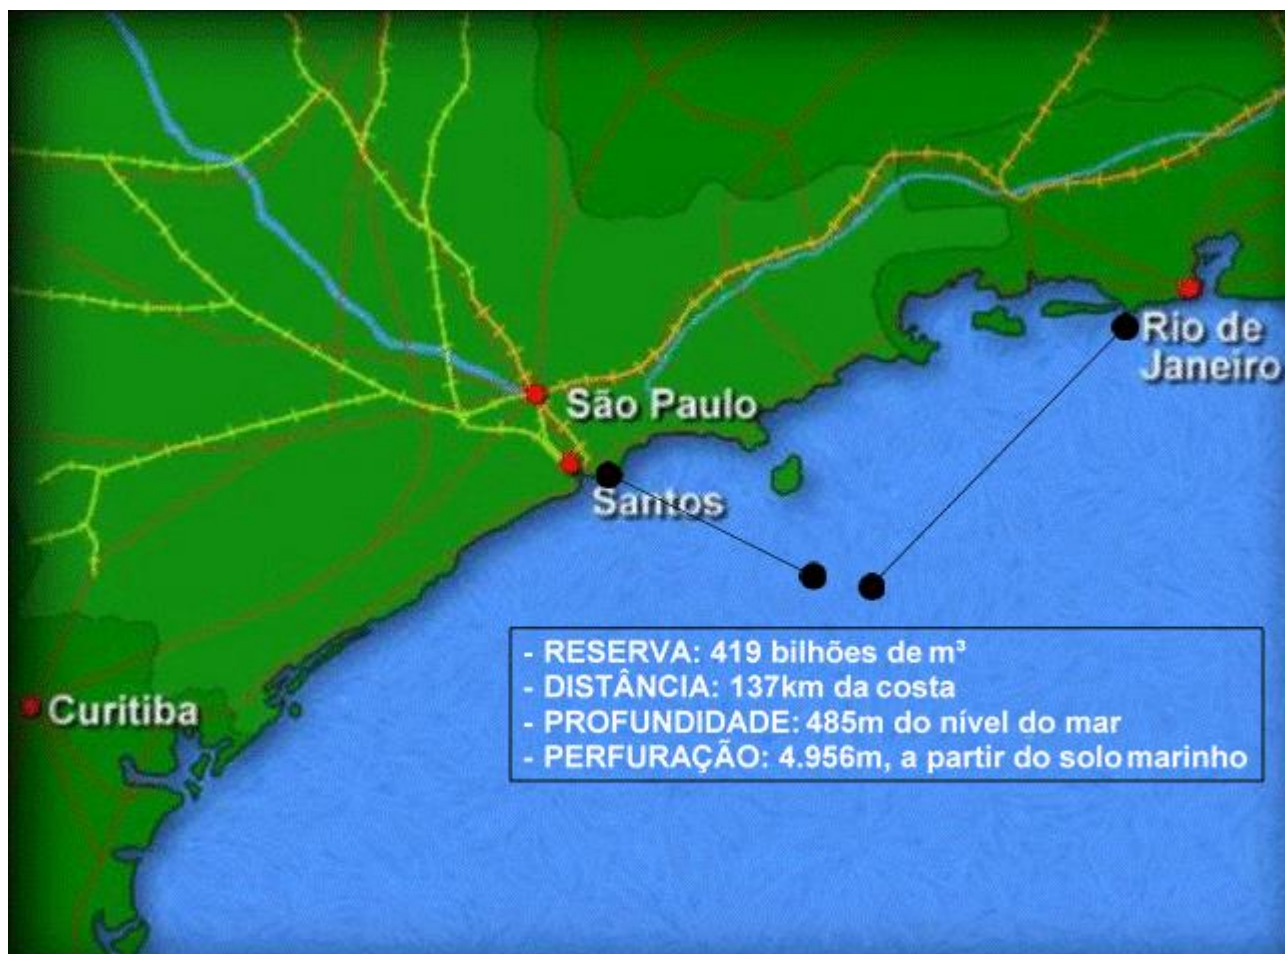 Rio de
Janeiro
São Paulo
Santos
- RESERVA: 419 bilhões de m³
- DISTÂNCIA: 137km da costa
- PROFUNDIDADE: 485m do nível do mar
- PERFURAÇÃO: 4.956m, a partir do solo marinho
Curitiba